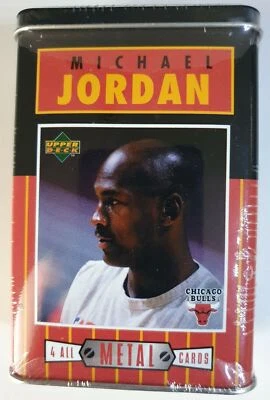 MICHAEL
JORDAN
UPPER
DECK
CHICAGO
BULLS
4 ALL METAL CARDS